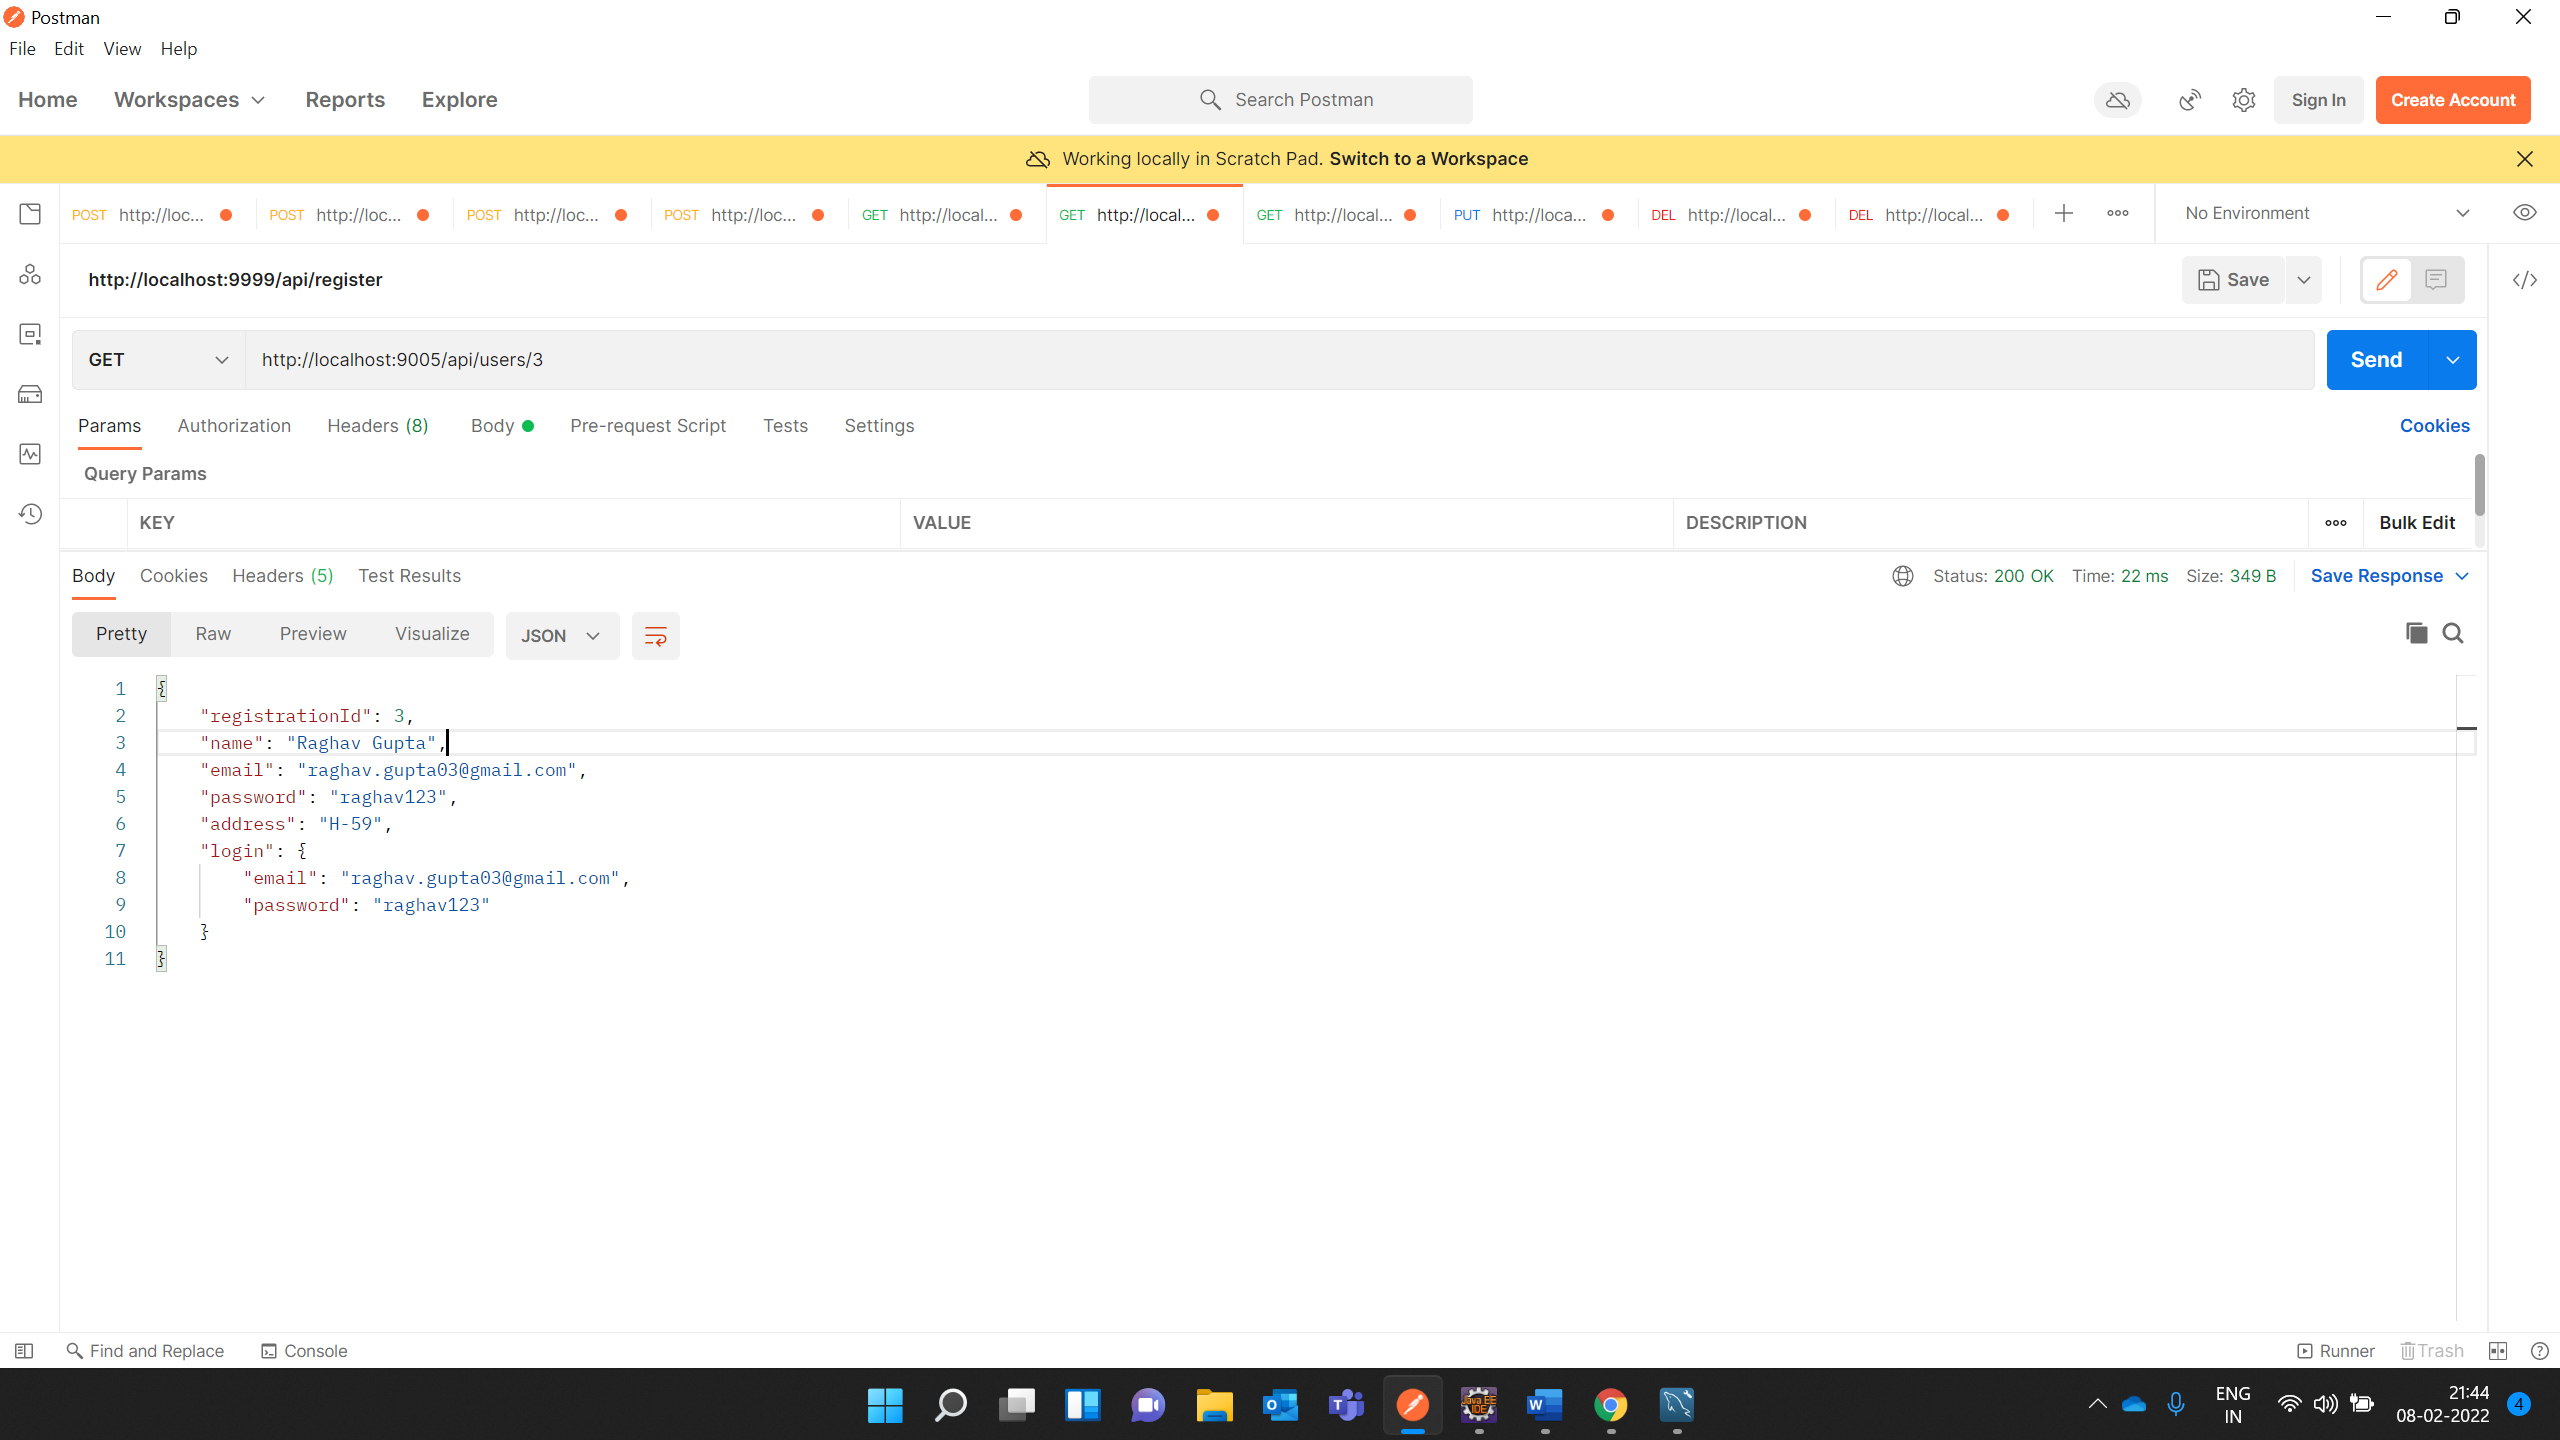 Postman
File Edit View Help
Home Workspaces Reports Explore Search Postman Sign In Create Account
Working locally in Scratch Pad. Switch to a Workspace
POST http://loc... POST http://loc... POST http://loc... POST http://loc... GET http://local... GET http://local... GET http://local... PUT http://loca... DEL http://local... DEL http://local... No Environment
http://localhost:9999/api/register Save
GET http://localhost:9005/api/users/3 Send
Params Authorization Headers (8) Body Pre-request Script Tests Settings Cookies
Query Params
KEY VALUE DESCRIPTION Bulk Edit
Body Cookies Headers (5) Test Results Status: 200 OK Time: 22 ms Size: 349 B Save Response
Pretty Raw Preview Visualize JSON
1 {
2 "registrationId": 3,
3 "name": "Raghav Gupta",
4 "email": "raghav.gupta03@gmail.com",
5 "password": "raghav123",
6 "address": "H-59",
7 "login": {
8 "email": "raghav.gupta03@gmail.com",
9 "password": "raghav123"
10 }
11 }
Find and Replace Console Runner Trash
Java EE
IDE
ENG
IN
21:44
08-02-2022
4